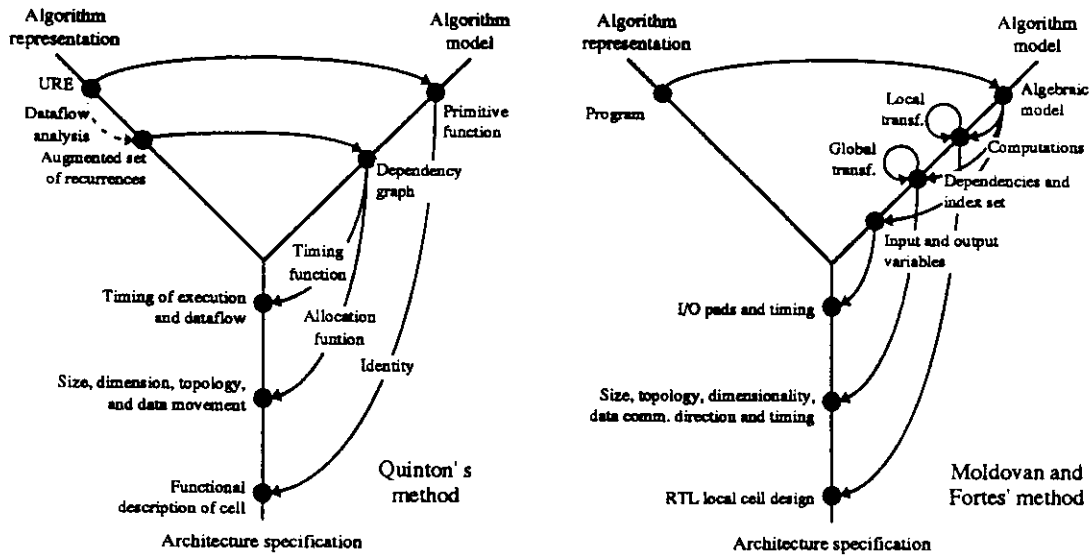 Algorithm
representation
Algorithm
model
URE
Dataflow
analysis
Augmented set
of recurrences
Primitive
function
Dependency
graph
Timing
function
Timing of execution
and dataflow
Allocation
funtion
Identity
Size, dimension, topology,
and data movement
Functional
description of cell
Quinton's
method
Architecture specification
Algorithm
representation
Algorithm
model
Program
Local
transf.
Algebraic
model
Global
transf.
Computations
Dependencies and
index set
Input and output
variables
I/O pads and timing
Size, topology, dimensionality,
data comm. direction and timing
RTL local cell design
Moldovan and
Fortes' method
Architecture specification